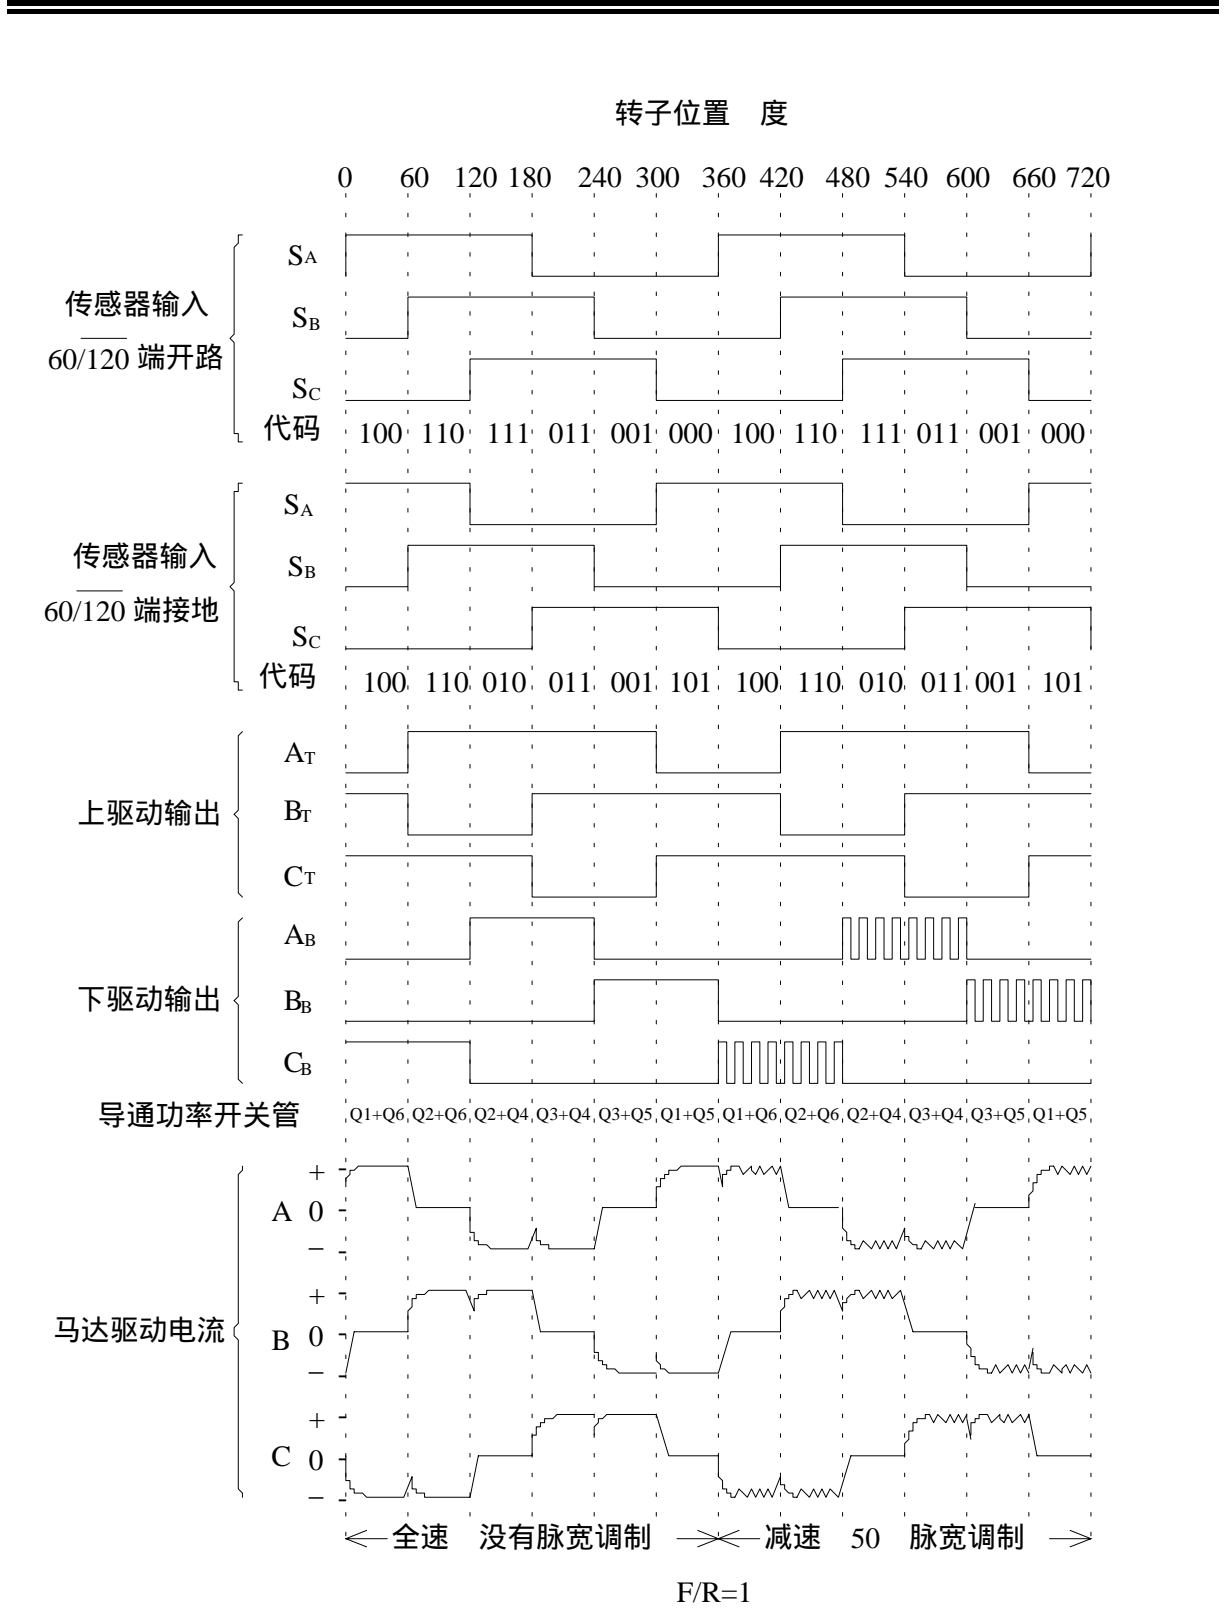 转子位置 度
0 60 120 180 240 300 360 420 480 540 600 660 720
SA
传感器输入
SB
60/120 端开路
SC
代码 100 110 111 011 001 000 100 110 111 011 001 000
SA
传感器输入
SB
60/120 端接地
SC
代码 100 110 010 011 001 101 100 110 010 011 001 101
AT
上驱动输出 BT
CT
AB
下驱动输出 BB
CB
导通功率开关管 Q1+Q6 Q2+Q6 Q2+Q4 Q3+Q4 Q3+Q5 Q1+Q5 Q1+Q6 Q2+Q6 Q2+Q4 Q3+Q4 Q3+Q5 Q1+Q5
+
A 0
−
+
马达驱动电流 B 0
−
+
C 0
−
全速 没有脉宽调制 减速 50 脉宽调制
F/R=1